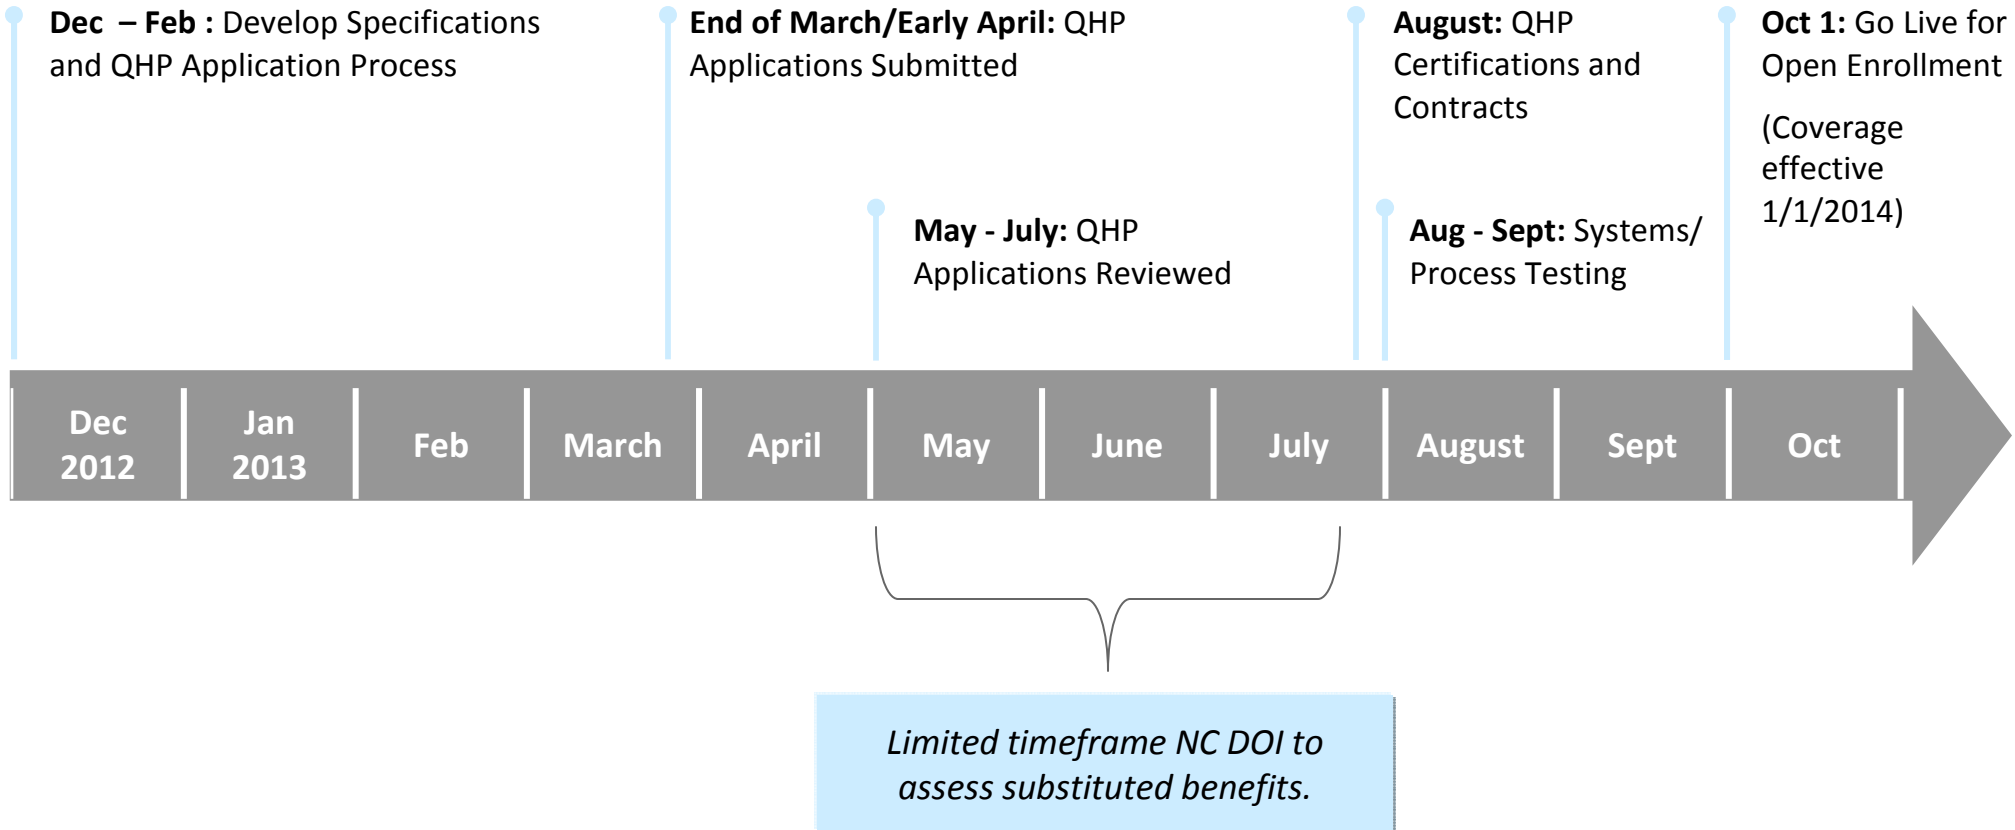 Dec – Feb : Develop Specifications
and QHP Application Process
End of March/Early April: QHP
Applications Submitted
August: QHP
Certifications and
Contracts
Oct 1: Go Live for
Open Enrollment
(Coverage
effective
1/1/2014)
May - July: QHP
Applications Reviewed
Aug - Sept: Systems/
Process Testing
Dec
2012
Jan
2013
Feb
March
April
May
June
July
August
Sept
Oct
Limited timeframe NC DOI to
assess substituted benefits.